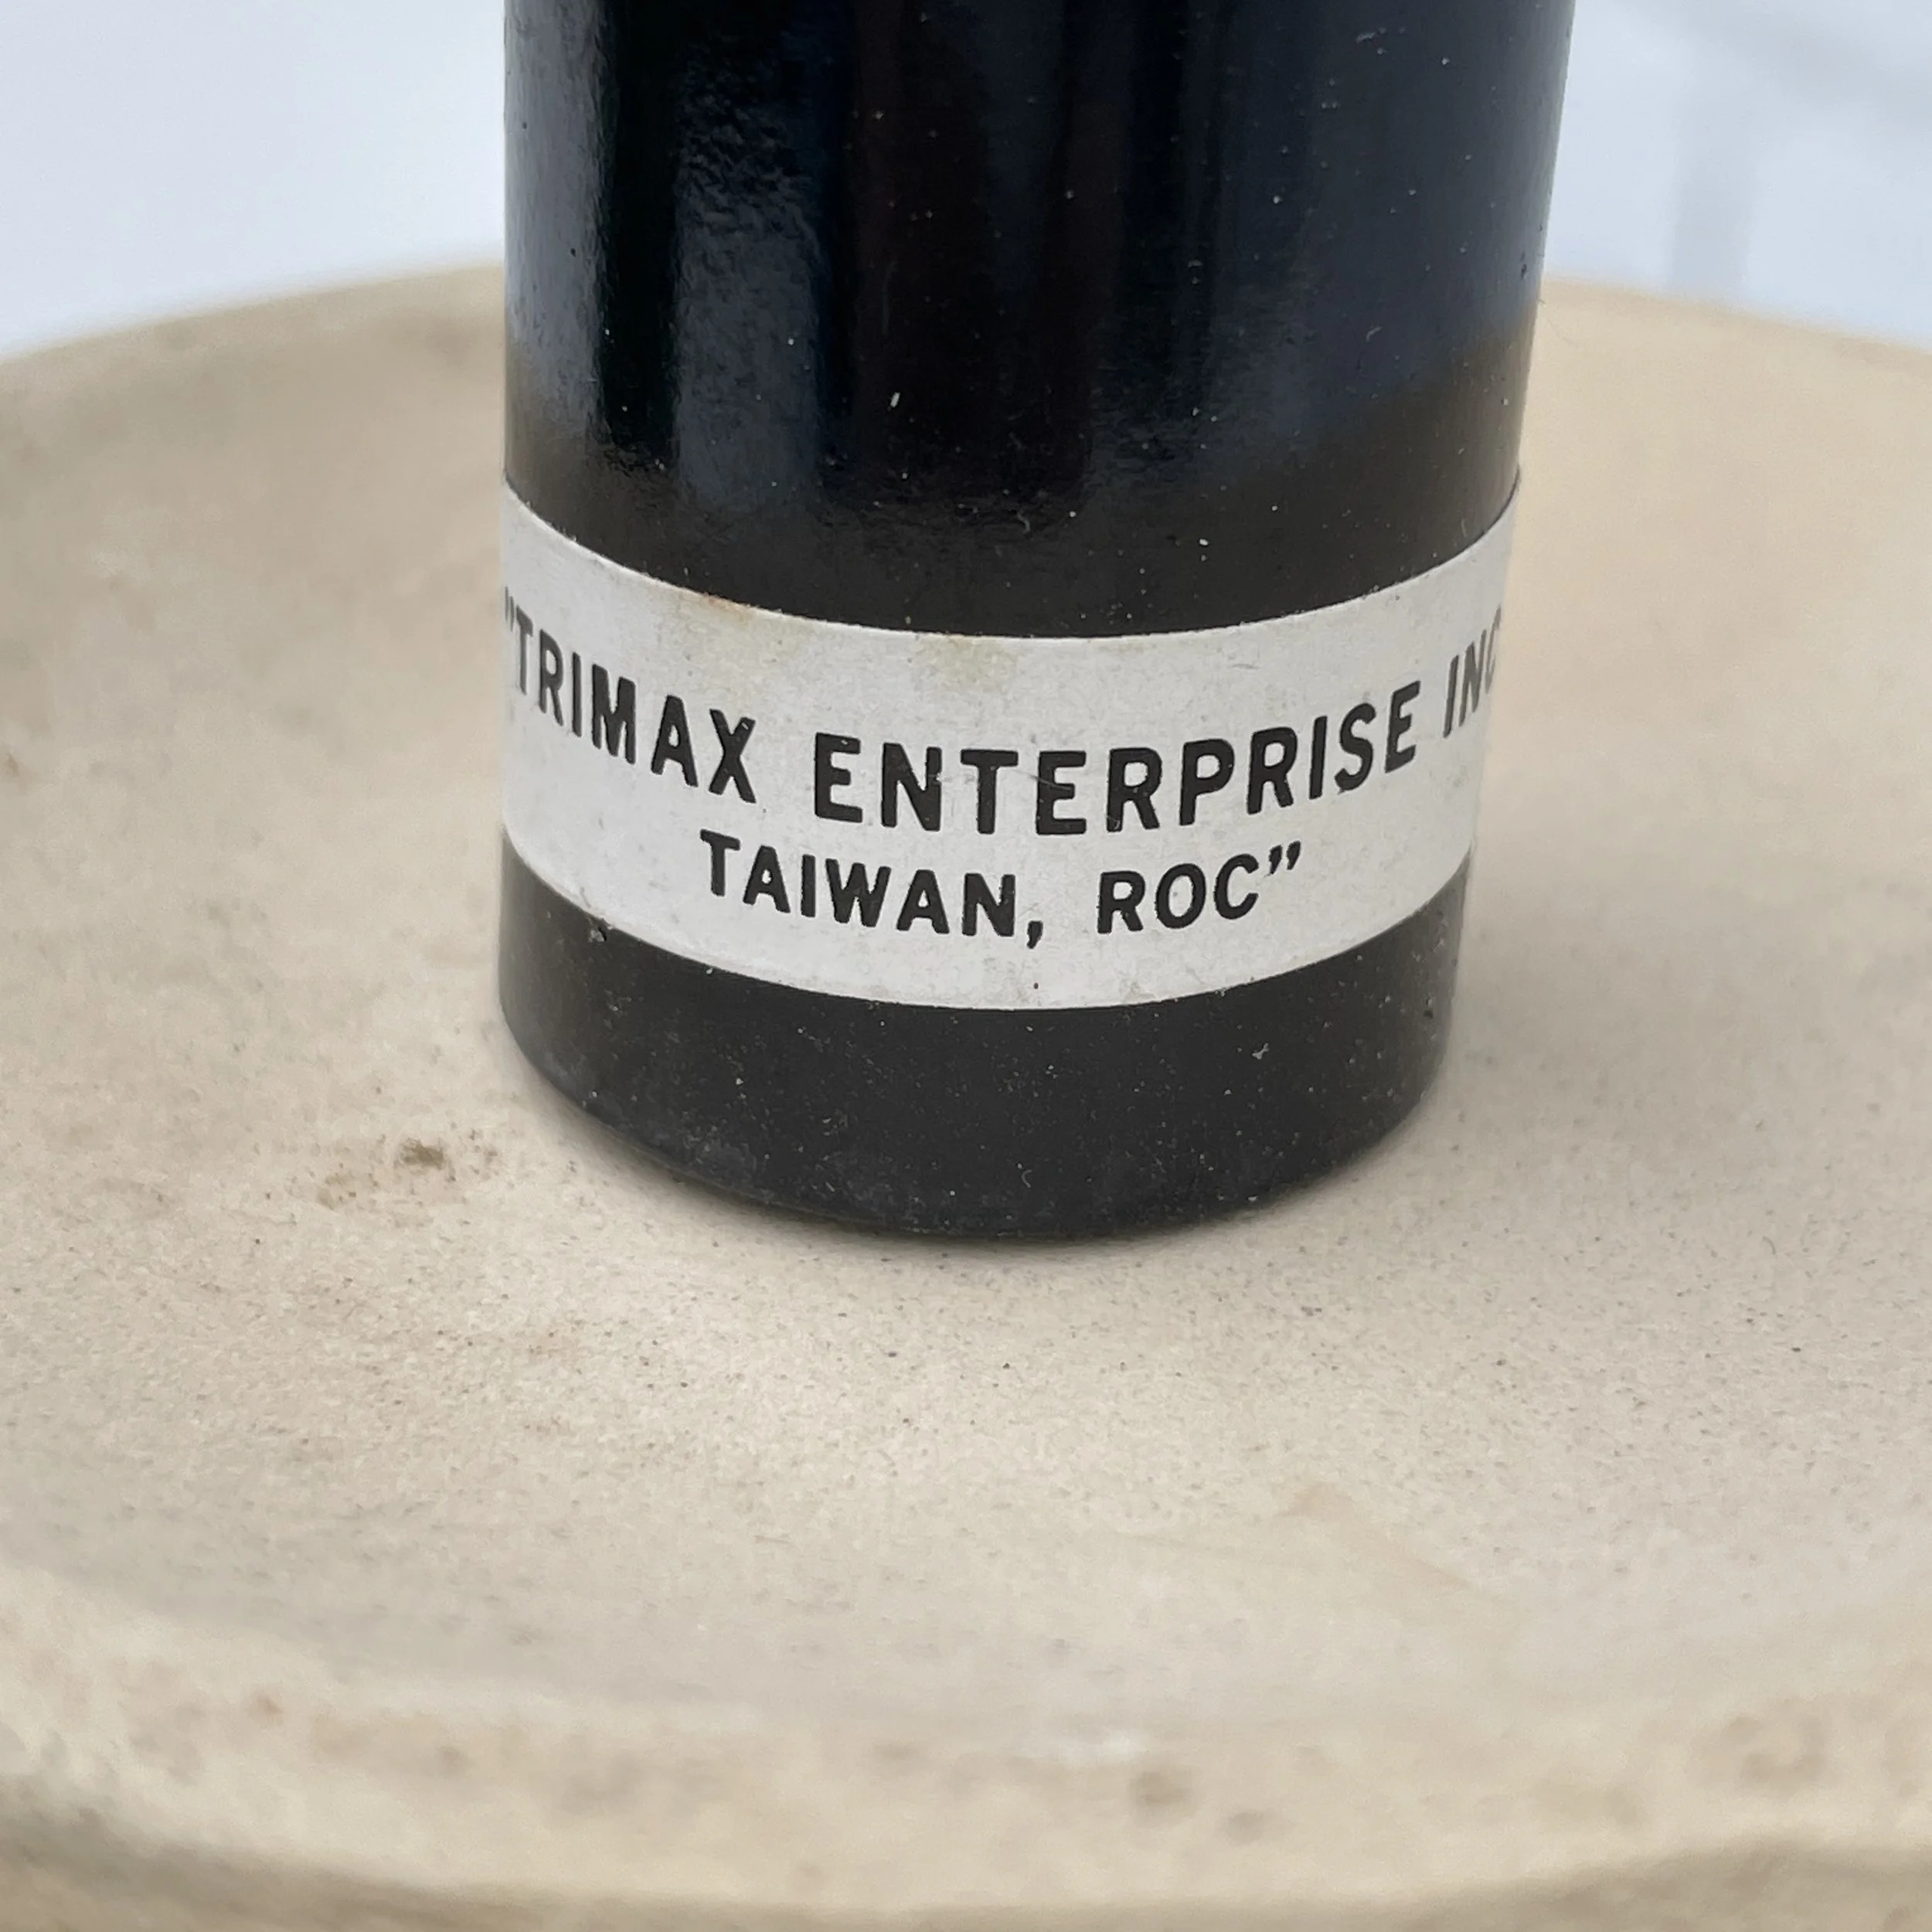 "TRIMAX ENTERPRISE INC
TAIWAN, ROC”